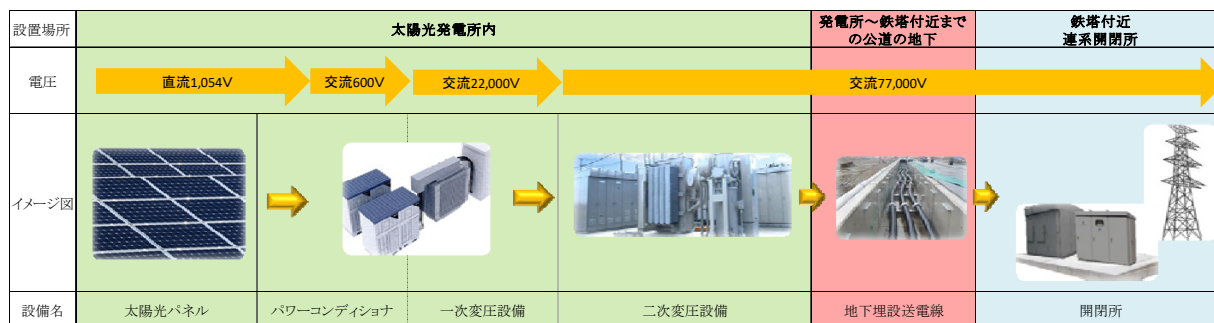 設置場所
太陽光発電所内
発電所～鉄塔付近まで
の公道の地下
鉄塔付近
連系開閉所
電圧
直流1,054V
交流600V
交流22,000V
交流77,000V
イメージ図
設備名
太陽光パネル
パワーコンディショナ
一次変圧設備
二次変圧設備
地下埋設送電線
開閉所